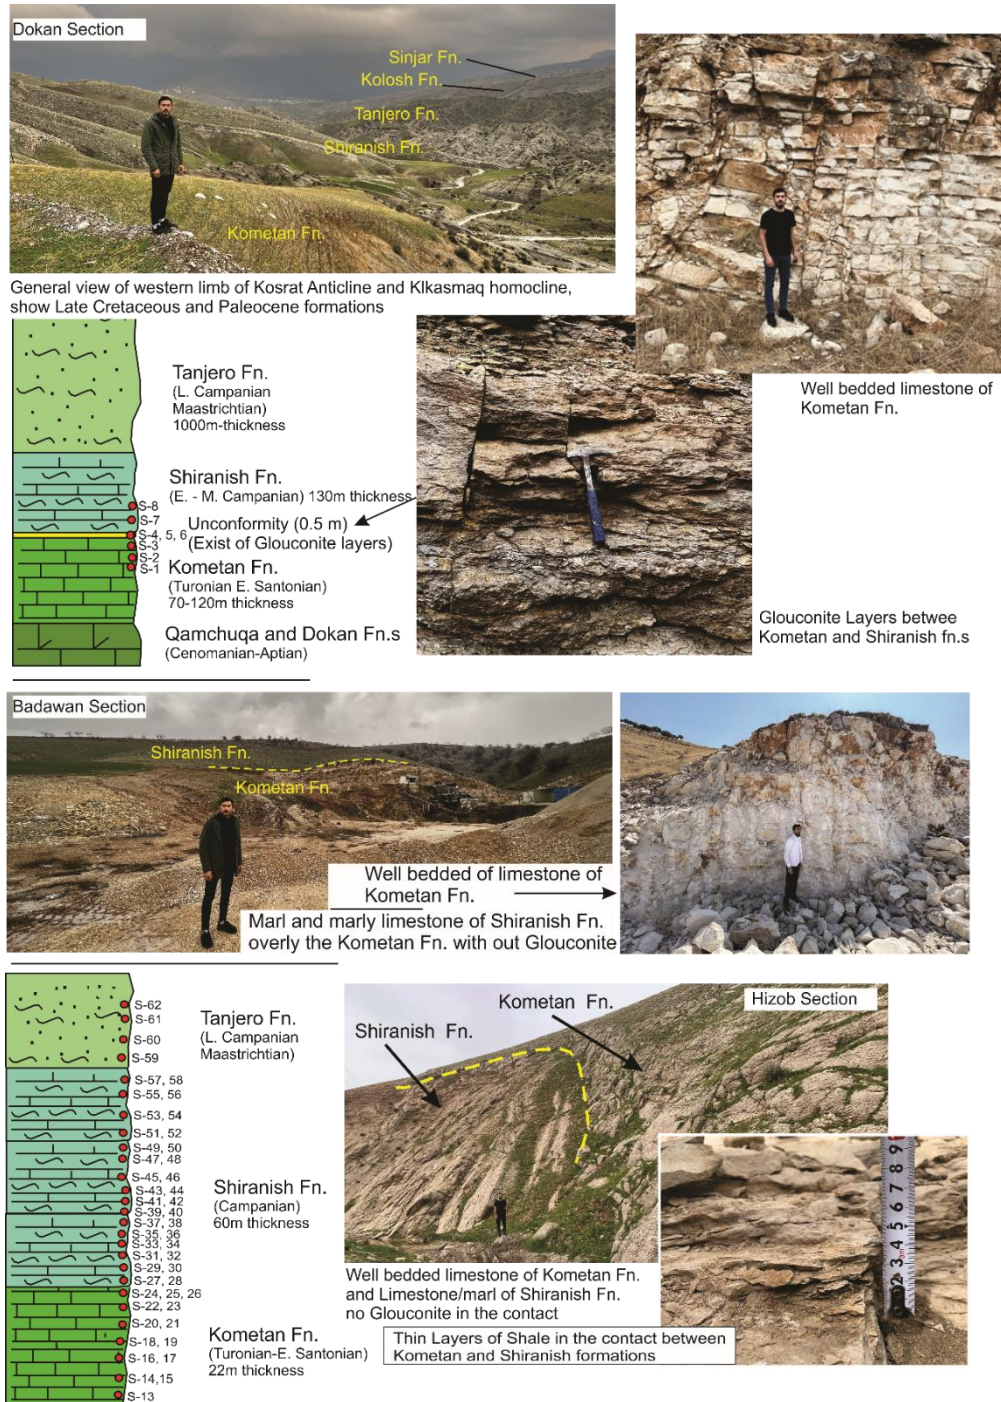 Dokan Section
Sinjar Fn.
Kolosh Fn.
Tanjero Fn.
Shiranish Fn.
Kometan Fn.
General view of western limb of Kosrat Anticline and Klkasmaq homocline,
show Late Cretaceous and Paleocene formations
Well bedded limestone of
Kometan Fn.
Tanjero Fn.
(L. Campanian
Maastrichtian)
1000m-thickness
Shiranish Fn.
(E. - M. Campanian) 130m thickness
S-8
S-7
Unconformity (0.5 m)
S-4, 5, 6
(Exist of Glouconite layers)
S-3
S-2
S-1
Kometan Fn.
(Turonian E. Santonian)
70-120m thickness
Qamchuqa and Dokan Fn.s
(Cenomanian-Aptian)
Glouconite Layers betwee
Kometan and Shiranish fn.s
Badawan Section
Shiranish Fn.
Kometan Fn.
Well bedded of limestone of
Kometan Fn.
Marl and marly limestone of Shiranish Fn.
overly the Kometan Fn. with out Glouconite
S-62
S-61
S-60
S-59
Tanjero Fn.
(L. Campanian
Maastrichtian)
S-57, 58
S-55, 56
S-53, 54
S-51, 52
S-49, 50
S-47, 48
S-45, 46
S-43, 44
S-41, 42
S-39, 40
S-37, 38
S-35, 36
S-33, 34
S-31, 32
S-29, 30
S-27, 28
Shiranish Fn.
(Campanian)
60m thickness
S-24, 25, 26
S-22, 23
S-20, 21
S-18, 19
S-16, 17
S-14,15
S-13
Kometan Fn.
(Turonian-E. Santonian)
22m thickness
Hizob Section
Kometan Fn.
Shiranish Fn.
Well bedded limestone of Kometan Fn.
and Limestone/marl of Shiranish Fn.
no Glouconite in the contact
Thin Layers of Shale in the contact between
Kometan and Shiranish formations
9
8
7
6
5
4
3
2